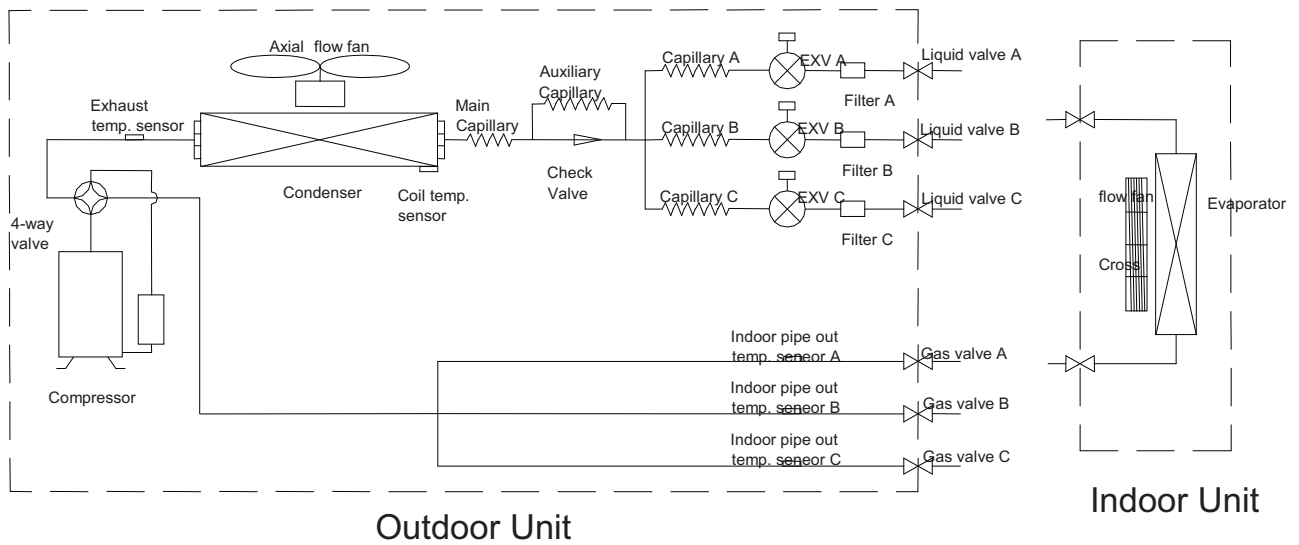 Axial flow fan
Exhaust
temp. sensor
Condenser
Coil temp.
sensor
4-way
valve
Compressor
Main
Capillary
Auxiliary
Capillary
Check
Valve
Capillary A
EXV A
Filter A
Liquid valve A
Capillary B
EXV B
Filter B
Liquid valve B
Capillary C
EXV C
Filter C
Liquid valve C
Indoor pipe out
temp. seneor A
Gas valve A
Indoor pipe out
temp. seneor B
Gas valve B
Indoor pipe out
temp. seneor C
Gas valve C
Outdoor Unit
flow fan
Cross
Evaporator
Indoor Unit